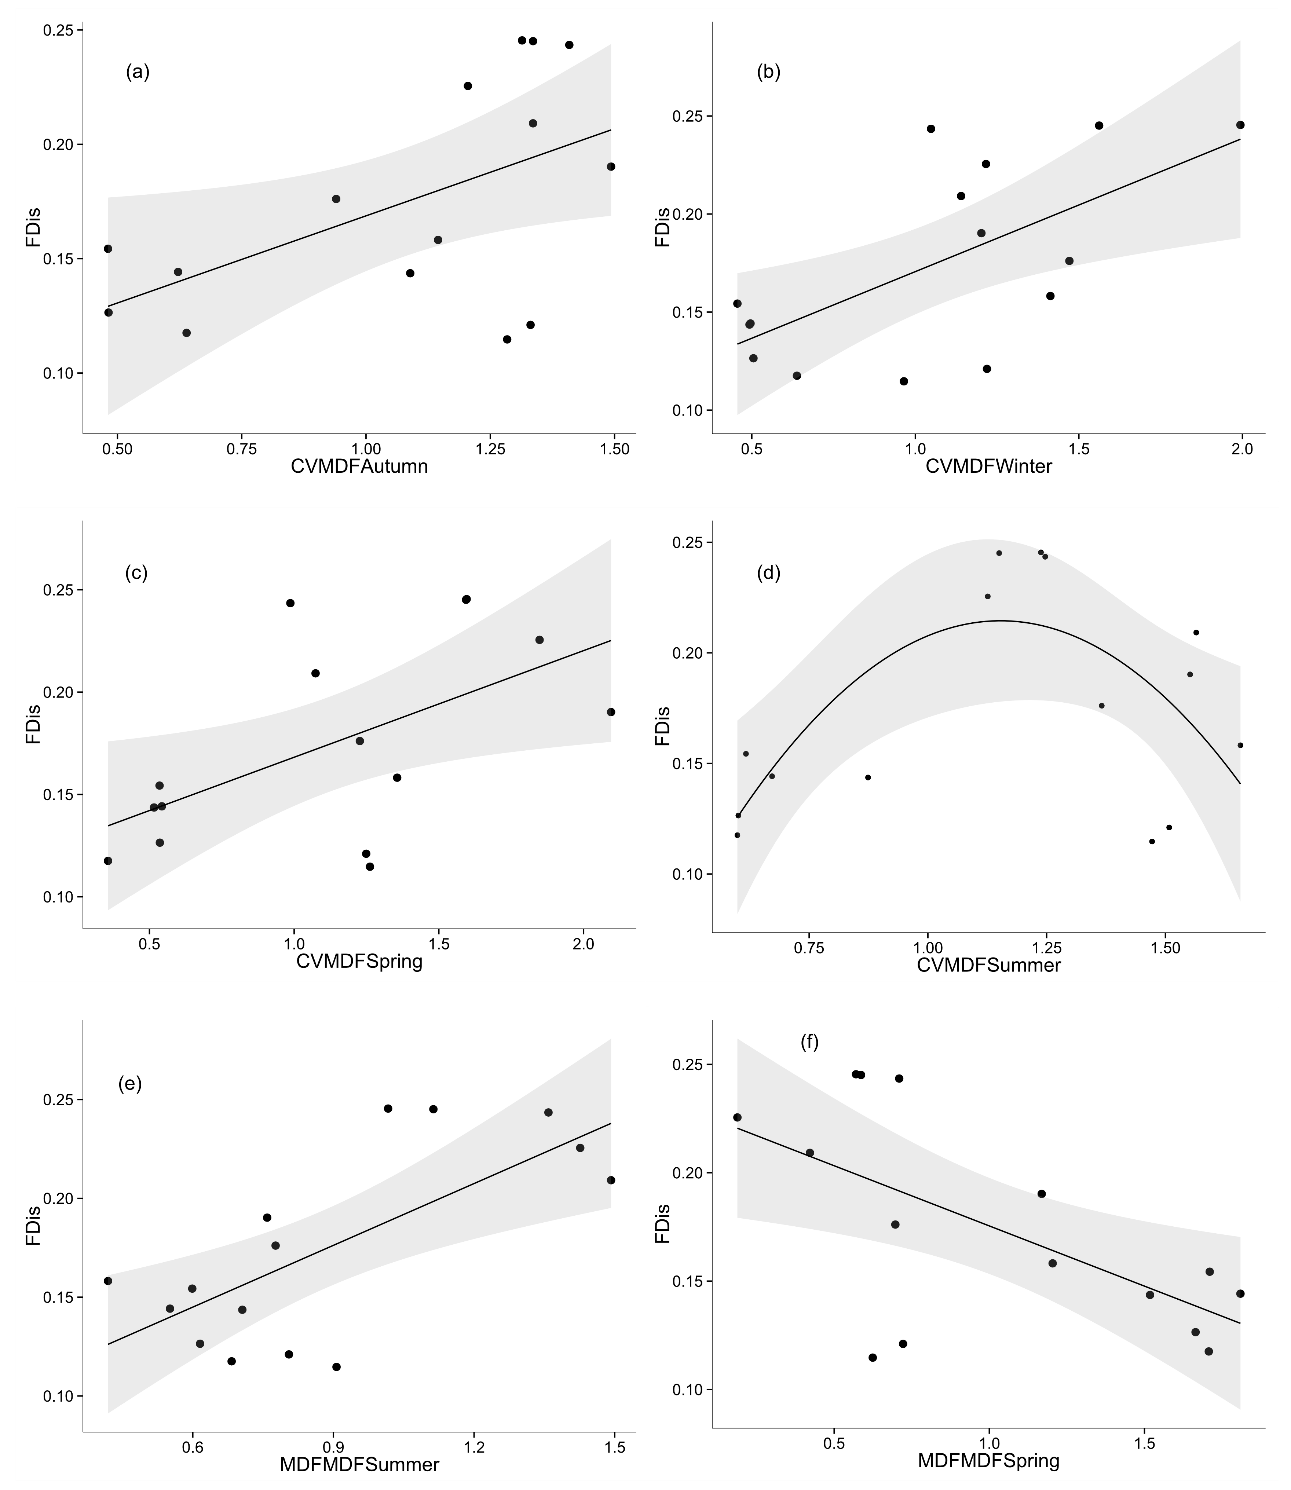 (a)
FDis
0.25
0.20
0.15
0.10
0.50 0.75 1.00 1.25 1.50
CVMDFAutumn
(b)
FDis
0.25
0.20
0.15
0.10
0.5 1.0 1.5 2.0
CVMDFWinter
(c)
FDis
0.25
0.20
0.15
0.10
0.5 1.0 1.5 2.0
CVMDFSpring
(d)
FDis
0.25
0.20
0.15
0.10
0.75 1.00 1.25 1.50
CVMDFSummer
(e)
FDis
0.25
0.20
0.15
0.10
0.6 0.9 1.2 1.5
MDFMDFSummer
(f)
FDis
0.25
0.20
0.15
0.10
0.5 1.0 1.5
MDFMDFSpring